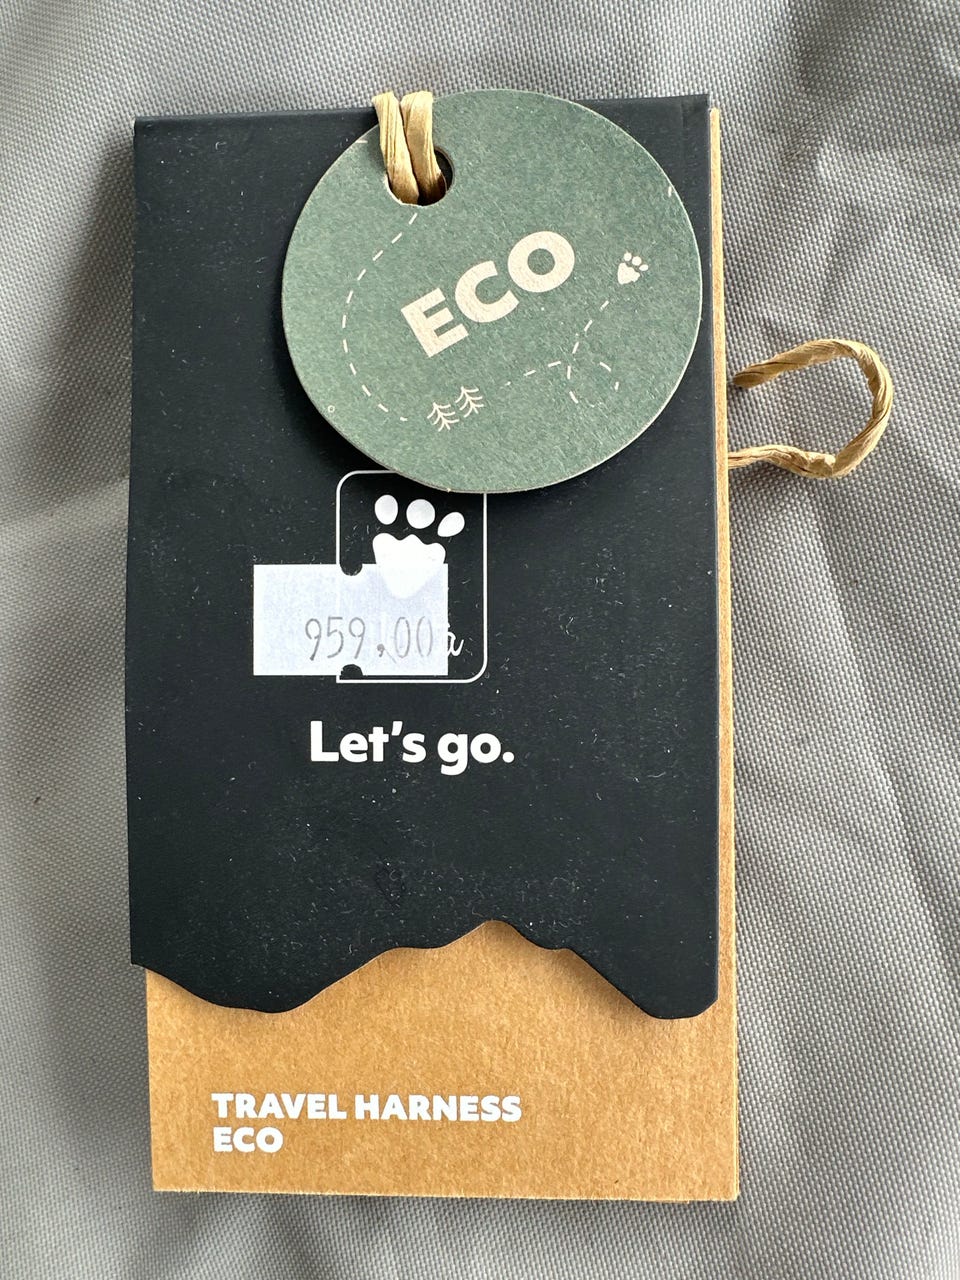 ECO
959.00
Let's go.
TRAVEL HARNESS
ECO